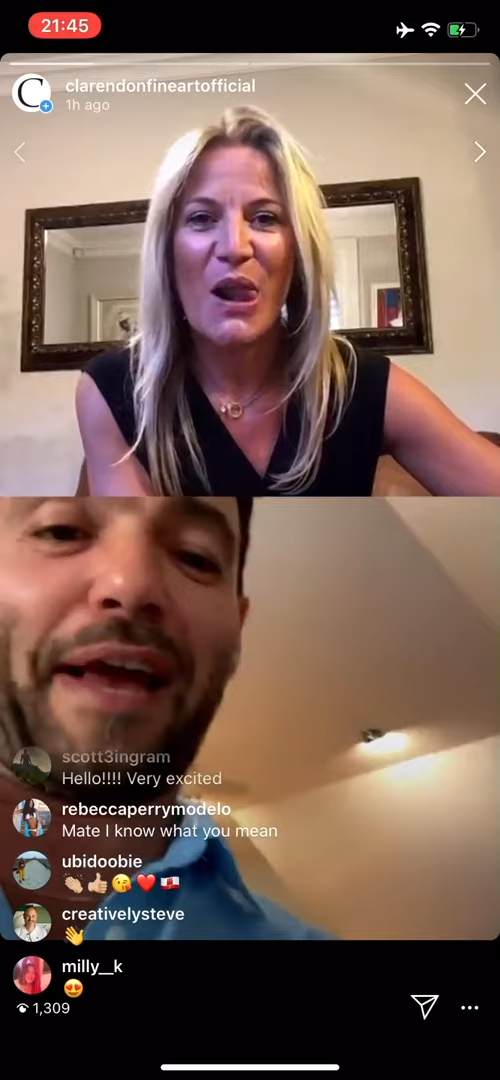 21:45
C
clarendonfineartofficial
1h ago
scott3ingram
Hello!!!! Very excited
rebeccaperrymodelo
Mate I know what you mean
ubidoobie
👏🏻👍🏻😘❤️🇬🇮
creativelysteve
👋
milly__k
😍
1,309